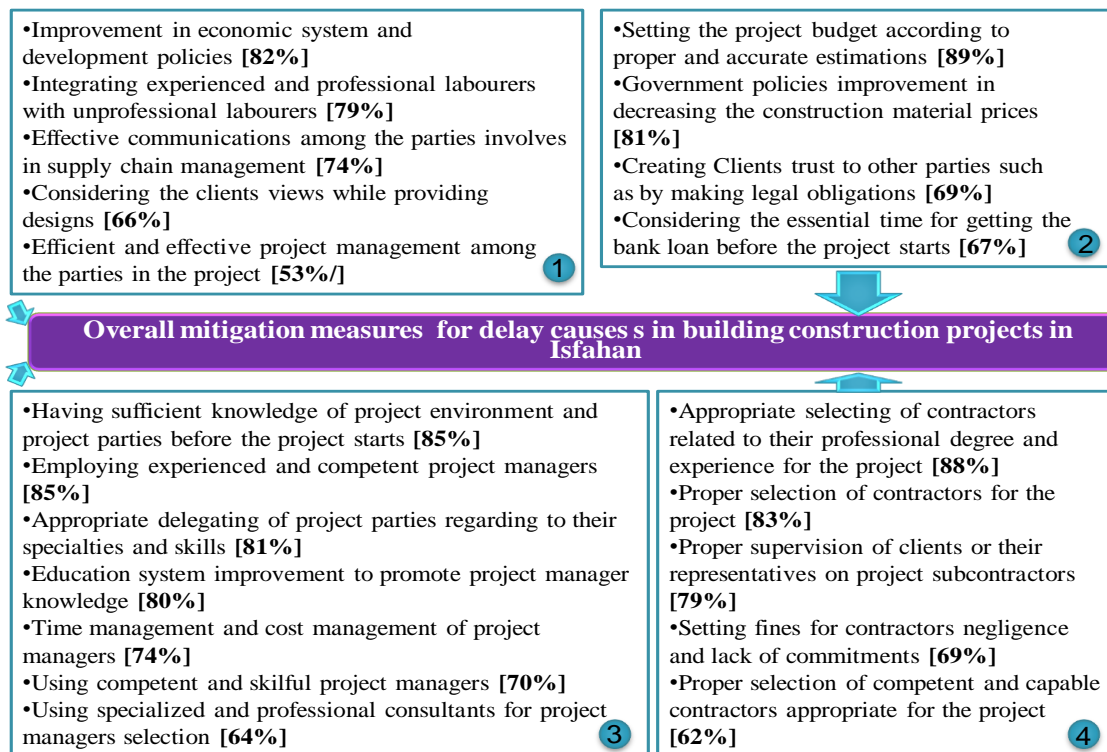 •Improvement in economic system and
development policies [82%]
•Integrating experienced and professional labourers
with unprofessional labourers [79%]
•Effective communications among the parties involves
in supply chain management [74%]
•Considering the clients views while providing
designs [66%]
•Efficient and effective project management among
the parties in the project [53%/]
1
•Setting the project budget according to
proper and accurate estimations [89%]
•Government policies improvement in
decreasing the construction material prices
[81%]
•Creating Clients trust to other parties such
as by making legal obligations [69%]
•Considering the essential time for getting the
bank loan before the project starts [67%]
2
Overall mitigation measures for delay causes s in building construction projects in
Isfahan
•Having sufficient knowledge of project environment and
project parties before the project starts [85%]
•Employing experienced and competent project managers
[85%]
•Appropriate delegating of project parties regarding to their
specialties and skills [81%]
•Education system improvement to promote project manager
knowledge [80%]
•Time management and cost management of project
managers [74%]
•Using competent and skilful project managers [70%]
•Using specialized and professional consultants for project
managers selection [64%]
3
•Appropriate selecting of contractors
related to their professional degree and
experience for the project [88%]
•Proper selection of contractors for the
project [83%]
•Proper supervision of clients or their
representatives on project subcontractors
[79%]
•Setting fines for contractors negligence
and lack of commitments [69%]
•Proper selection of competent and capable
contractors appropriate for the project
[62%]
4